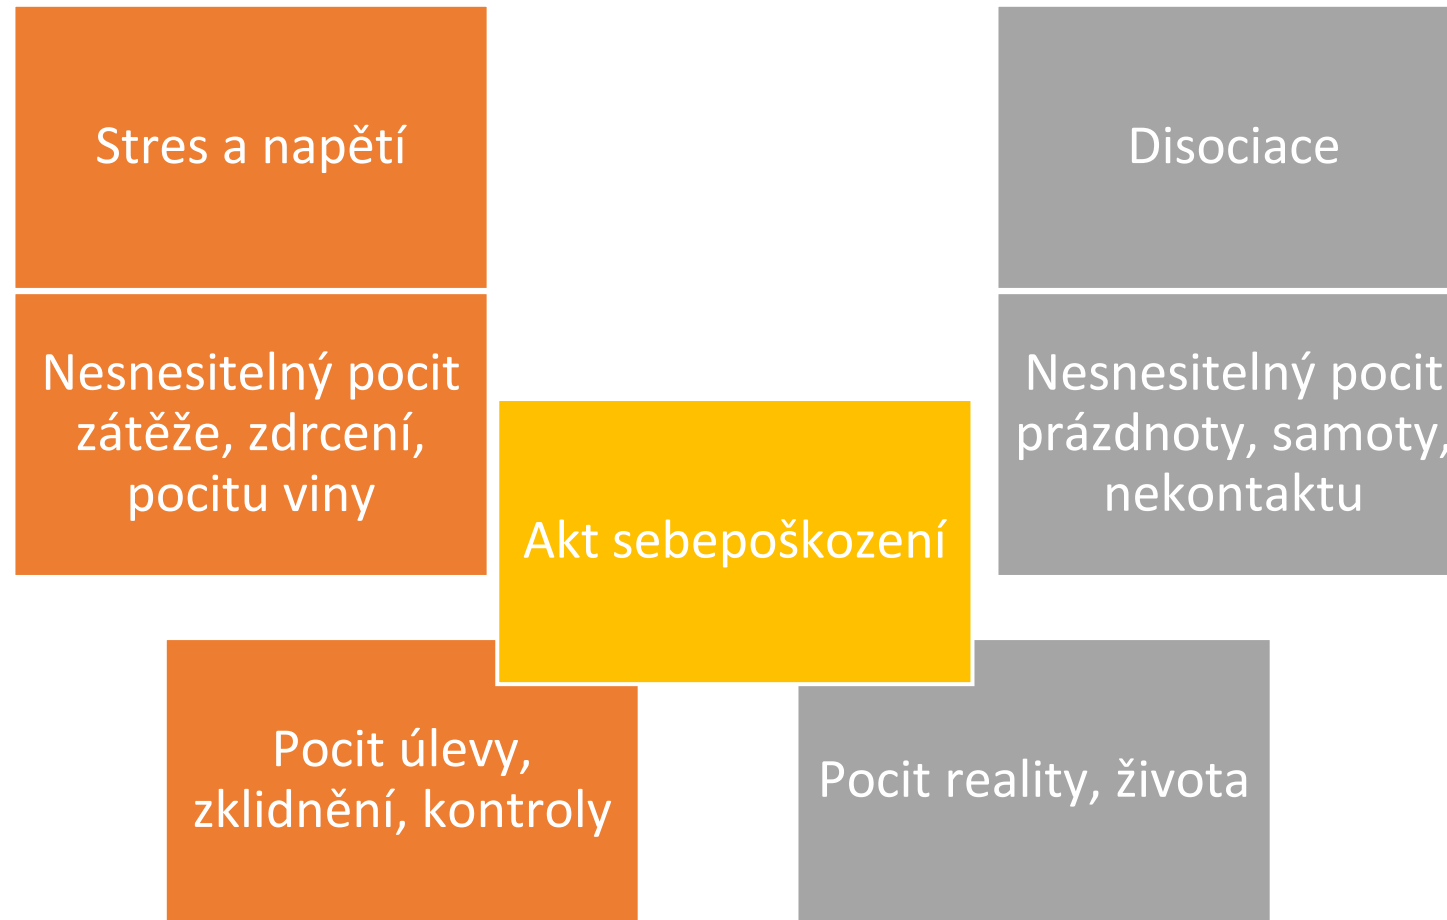 Stres a napětí
Disociace
Nesnesitelný pocit
zátěže, zdrcení,
pocitu viny
Nesnesitelný pocit
prázdnoty, samoty,
nekontaktu
Akt sebepoškození
Pocit úlevy,
zklidnění, kontroly
Pocit reality, života